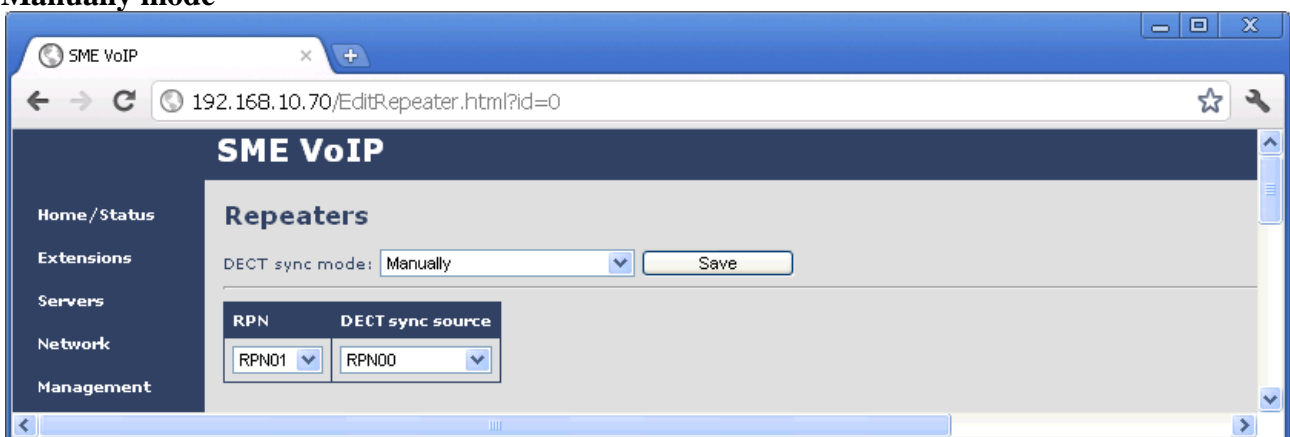 Manually mode
SME VoIP
192.168.10.70/EditRepeater.html?id=0
SME VoIP
Home/Status
Extensions
Servers
Network
Management
Repeaters
DECT sync mode: Manually Save
RPN DECT sync source
RPN01 RPN00